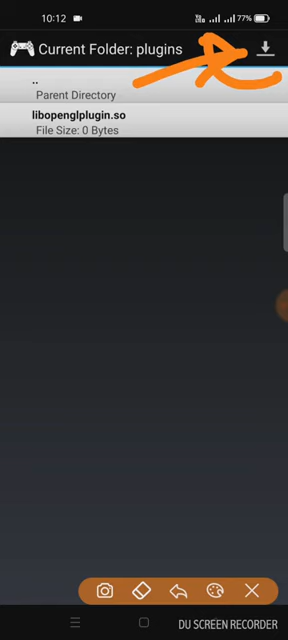 10:12
77%
Current Folder: plugins
..
Parent Directory
libopenglplugin.so
File Size: 0 Bytes
DU SCREEN RECORDER